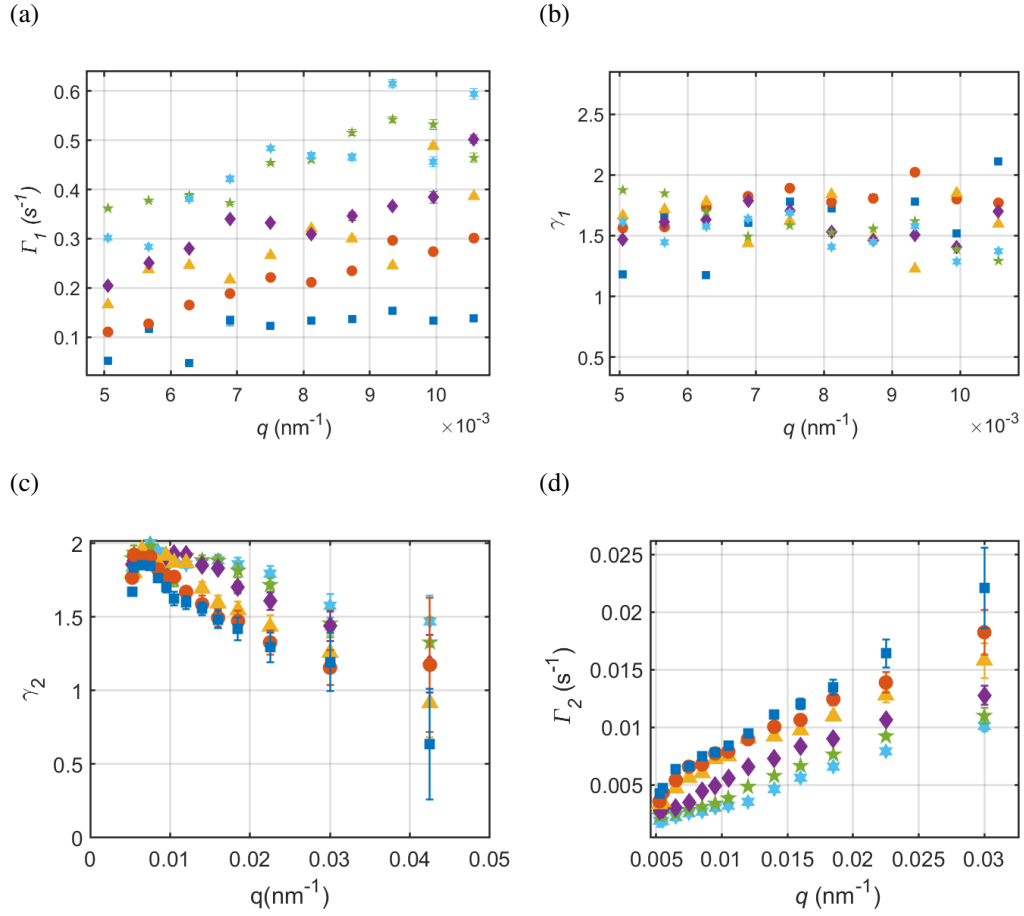 (a)
(b)
0.6
0.5
0.4
0.3
0.2
0.1
Γ1 (s-1)
5 6 7 8 9 10
q (nm-1)
×10-3
2.5
2
1.5
1
0.5
γ1
5 6 7 8 9 10
q (nm-1)
×10-3
(c)
(d)
2
1.5
1
0.5
0
γ2
0 0.01 0.02 0.03 0.04 0.05
q(nm-1)
0.025
0.02
0.015
0.01
0.005
Γ2 (s-1)
0.005 0.01 0.015 0.02 0.025 0.03
q (nm-1)